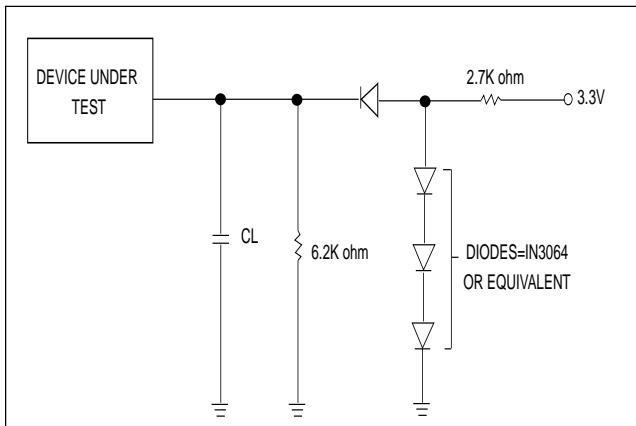 DEVICE UNDER
TEST
2.7K ohm
3.3V
CL
6.2K ohm
DIODES=IN3064
OR EQUIVALENT